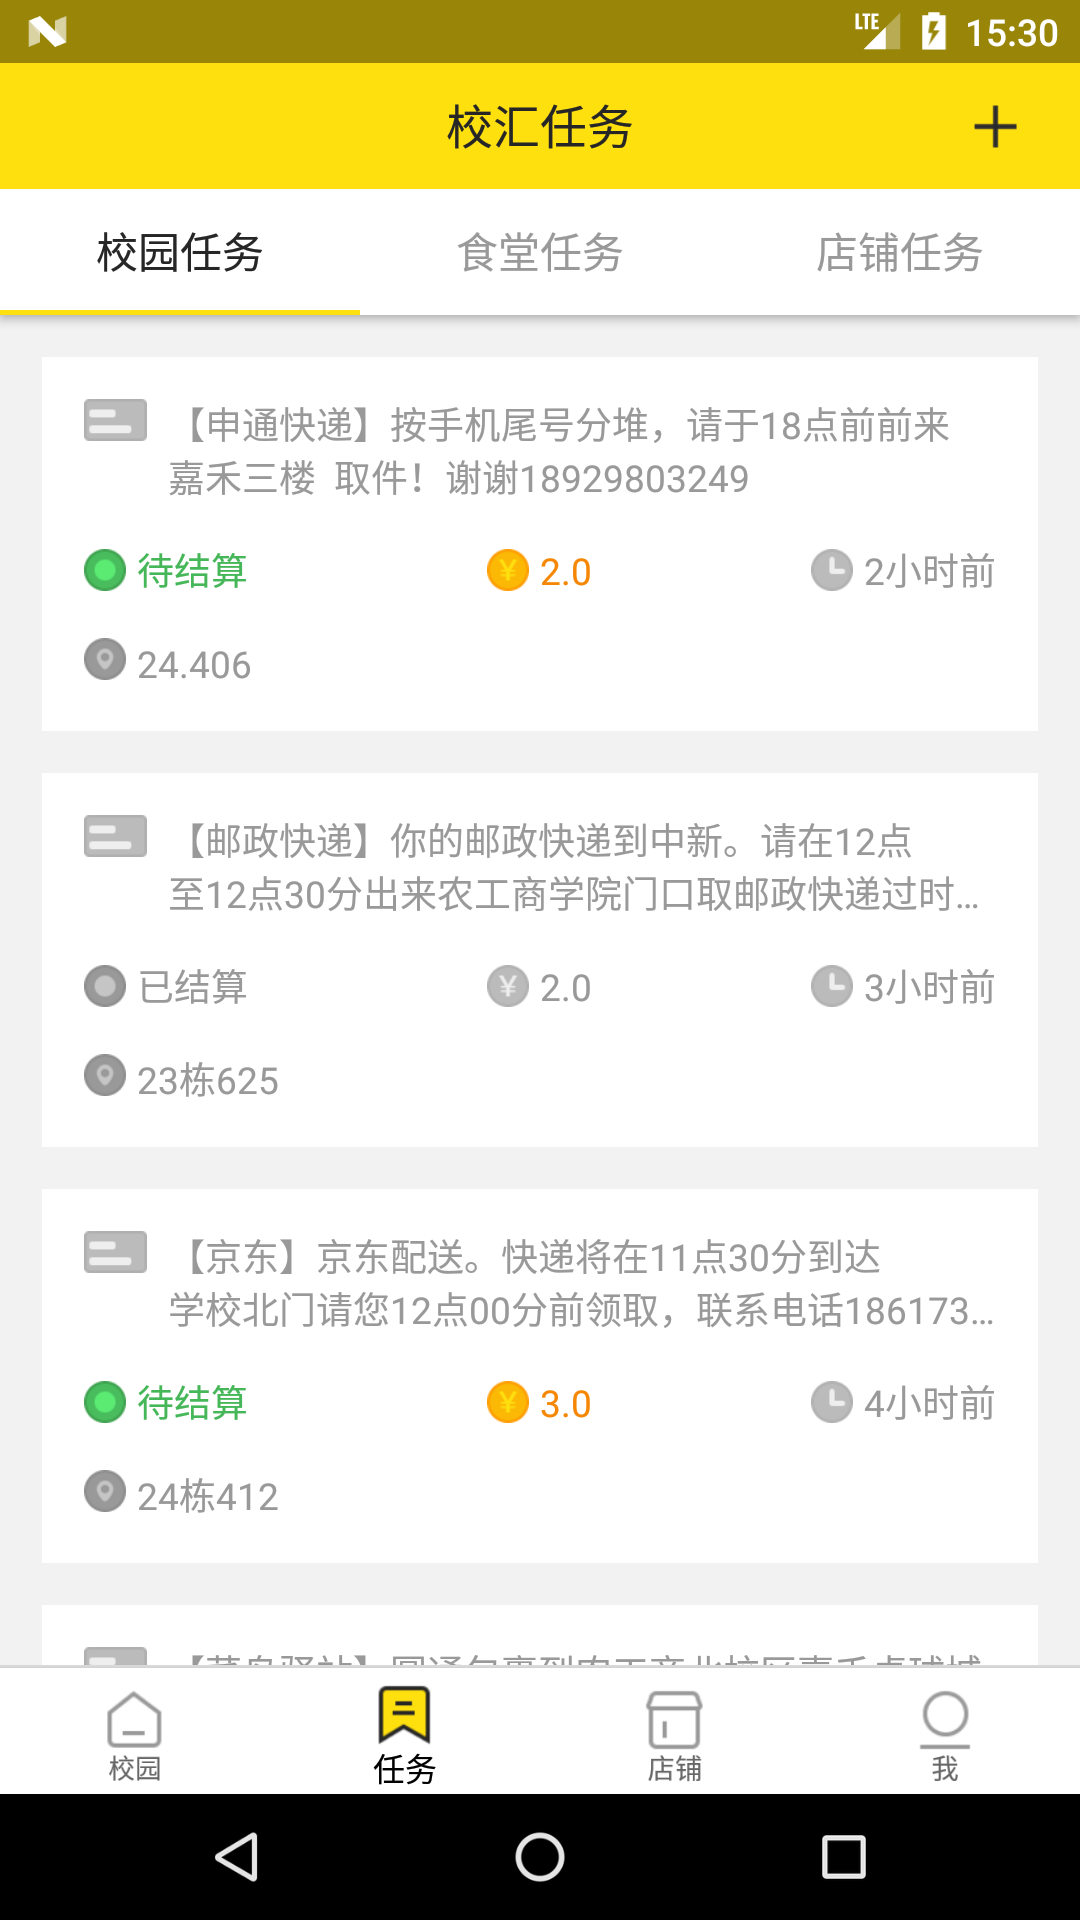 LTE 15:30
校汇任务
校园任务 食堂任务 店铺任务
【申通快递】按手机尾号分堆，请于18点前前来
嘉禾三楼 取件！谢谢18929803249
待结算 ¥ 2.0 2小时前
24.406
【邮政快递】你的邮政快递到中新。请在12点
至12点30分出来农工商学院门口取邮政快递过时...
已结算 ¥ 2.0 3小时前
23栋625
【京东】京东配送。快递将在11点30分到达
学校北门请您12点00分前领取，联系电话186173...
待结算 ¥ 3.0 4小时前
24栋412
校园 任务 店铺 我